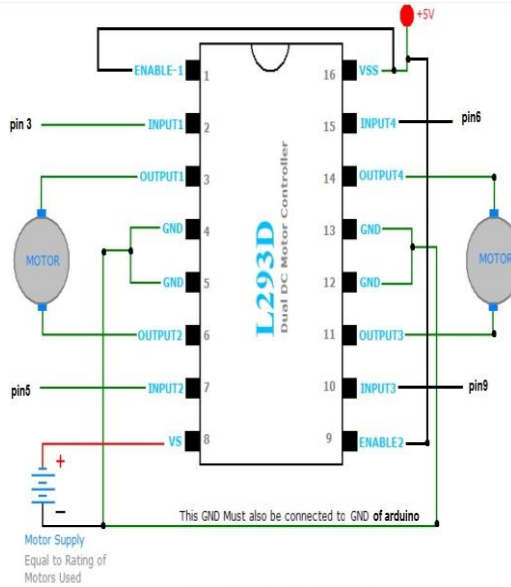 +5V
ENABLE-1 1 16 VSS
pin 3 INPUT1 2 15 INPUT4 pin6
OUTPUT1 3 14 OUTPUT4
GND 4 13 GND
MOTOR L293D Dual DC Motor Controller MOTOR
GND 5 12 GND
OUTPUT2 6 11 OUTPUT3
pin5 INPUT2 7 10 INPUT3 pin9
VS 8 9 ENABLE2
+
−
This GND Must also be connected to GND of arduino
Motor Supply
Equal to Rating of
Motors Used